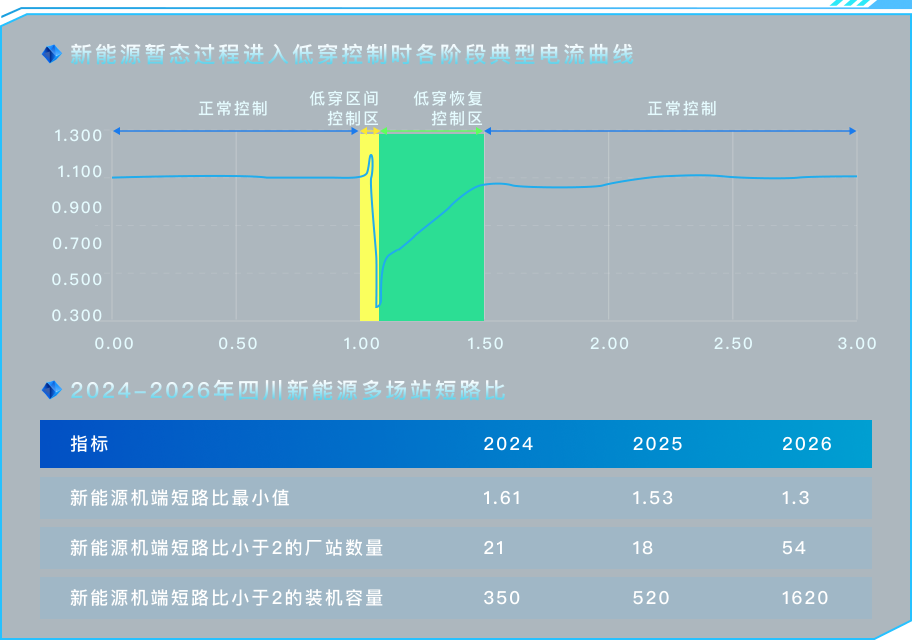 新能源暂态过程进入低穿控制时各阶段典型电流曲线
正常控制
低穿区间
控制区
低穿恢复
控制区
正常控制
1.300
1.100
0.900
0.700
0.500
0.300
0.00 0.50 1.00 1.50 2.00 2.50 3.00
2024-2026年四川新能源多场站短路比
指标 2024 2025 2026
新能源机端短路比最小值 1.61 1.53 1.3
新能源机端短路比小于2的厂站数量 21 18 54
新能源机端短路比小于2的装机容量 350 520 1620